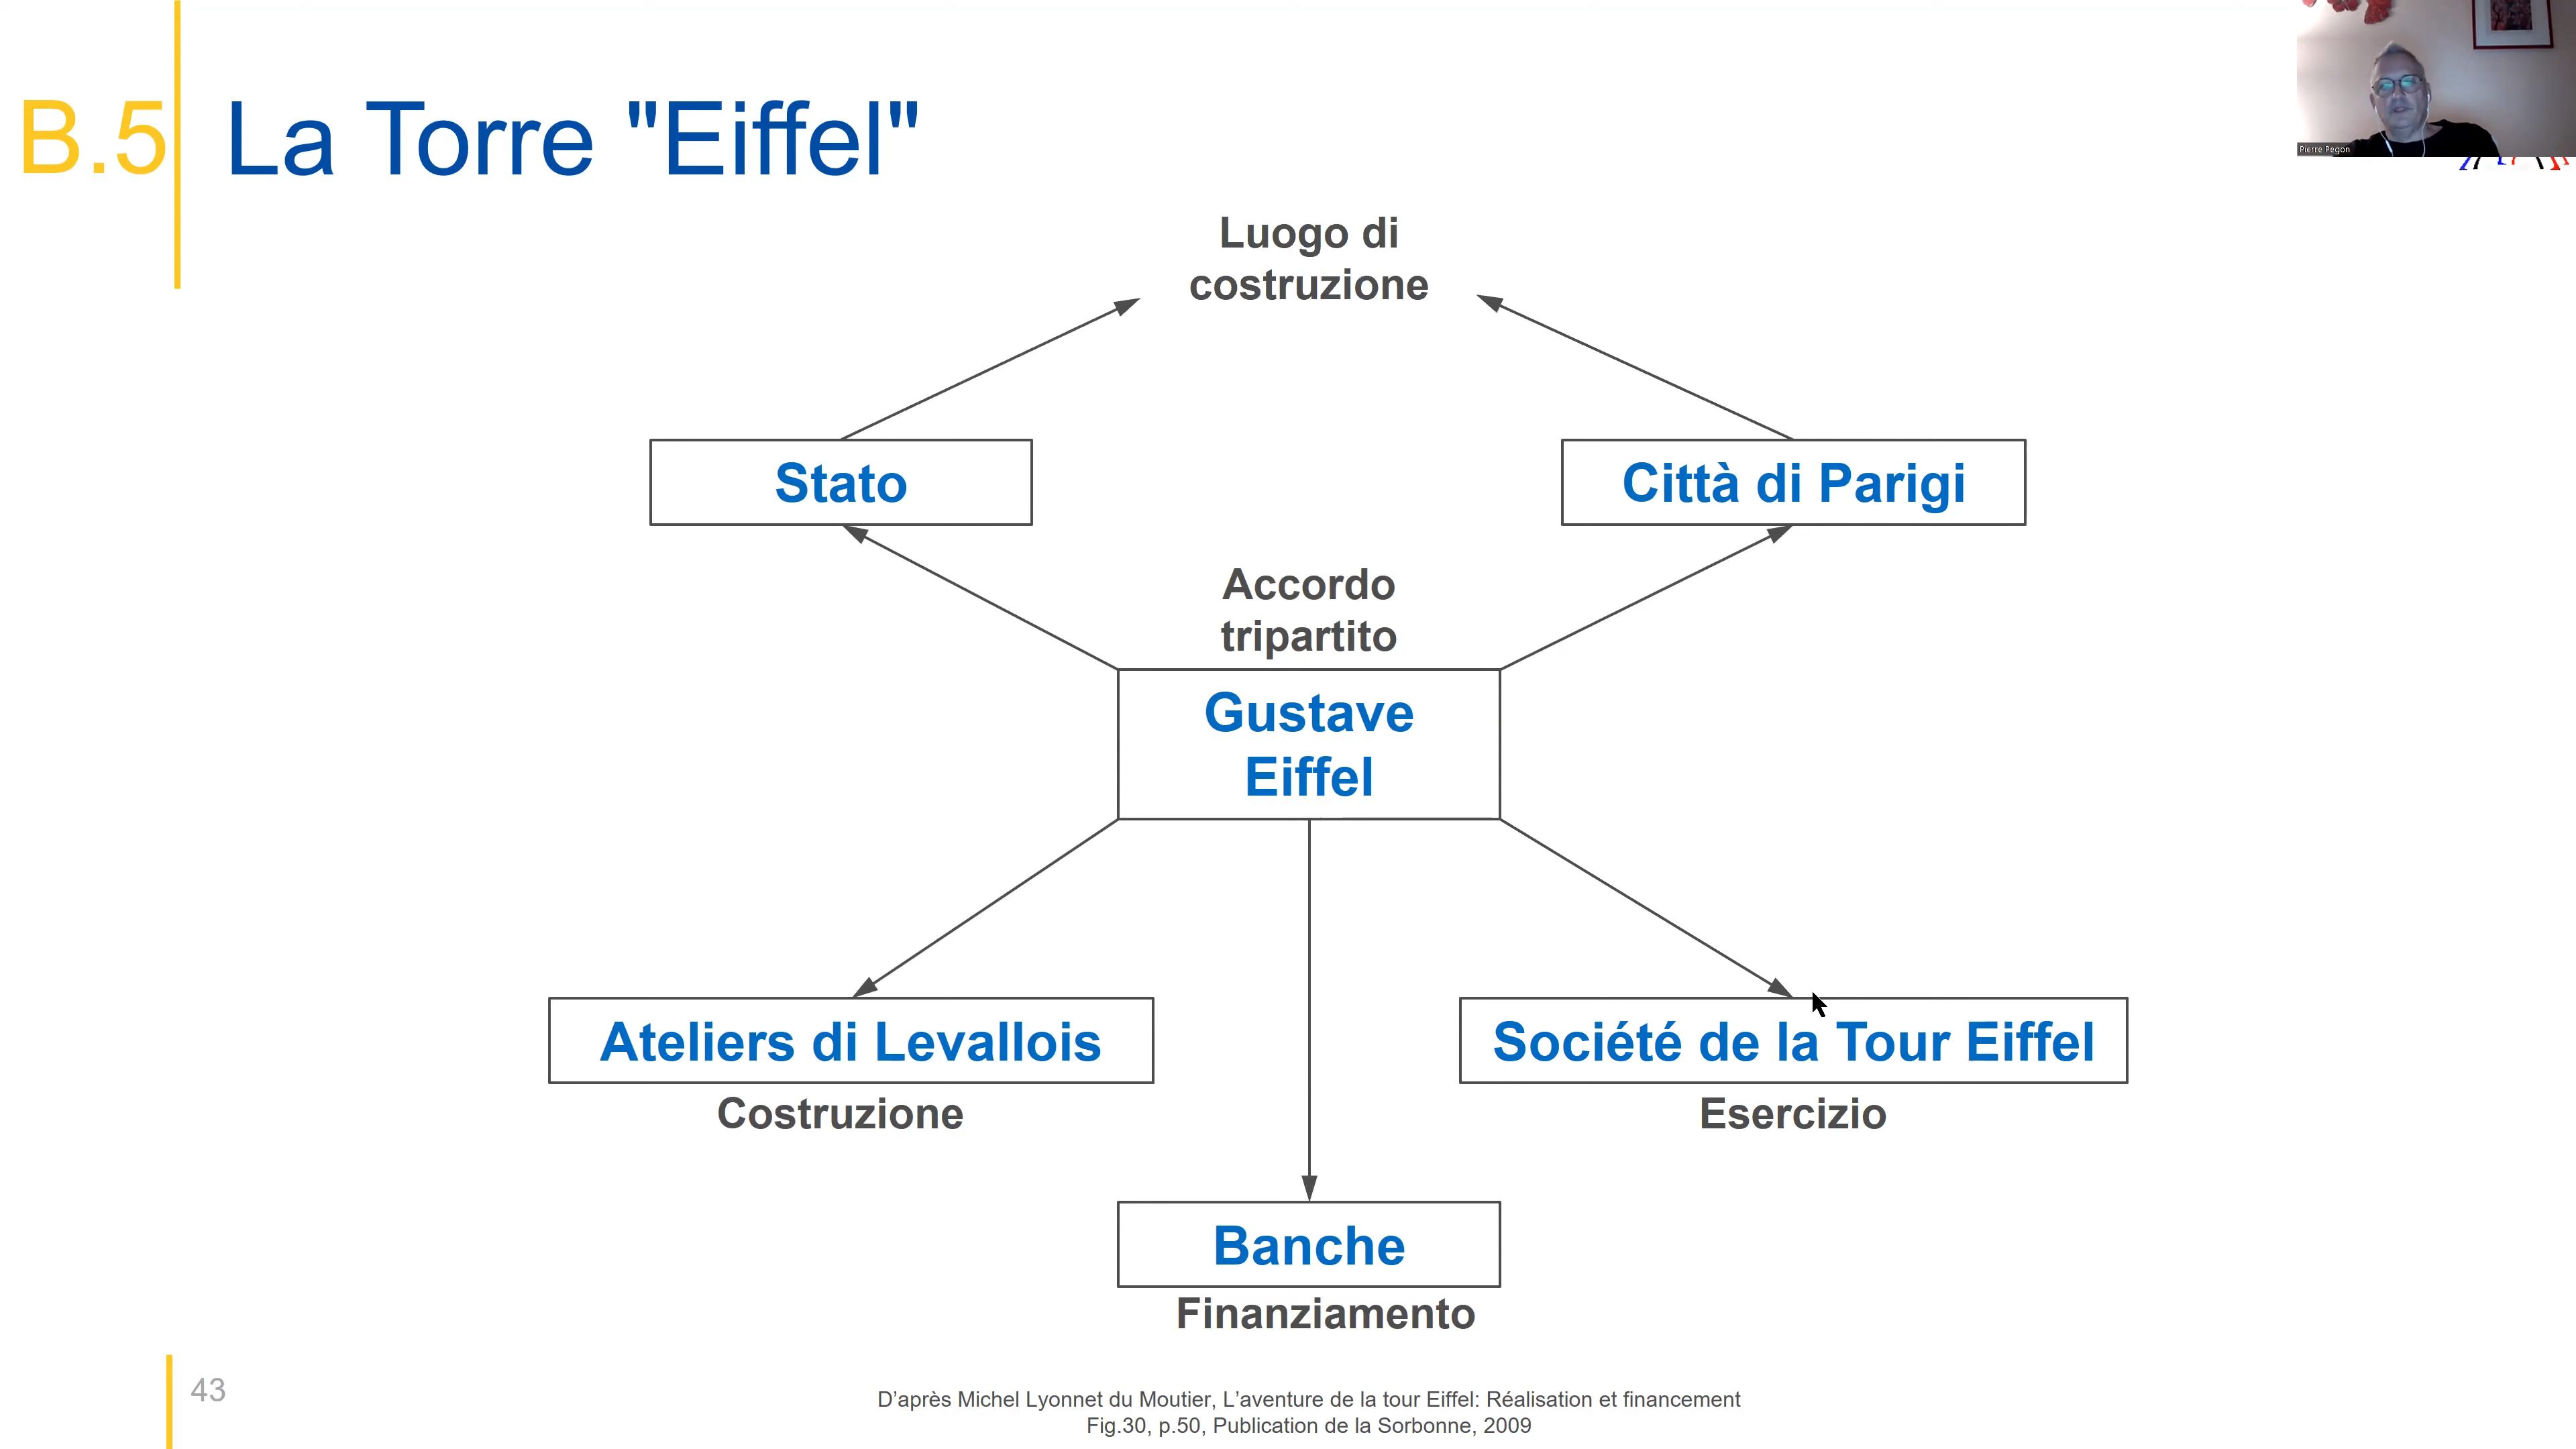 B.5 La Torre "Eiffel"
Pierre Pegon
Luogo di
costruzione
Stato
Città di Parigi
Accordo
tripartito
Gustave
Eiffel
Ateliers di Levallois
Société de la Tour Eiffel
Costruzione
Esercizio
Banche
Finanziamento
43
D’après Michel Lyonnet du Moutier, L’aventure de la tour Eiffel: Réalisation et financement
Fig.30, p.50, Publication de la Sorbonne, 2009